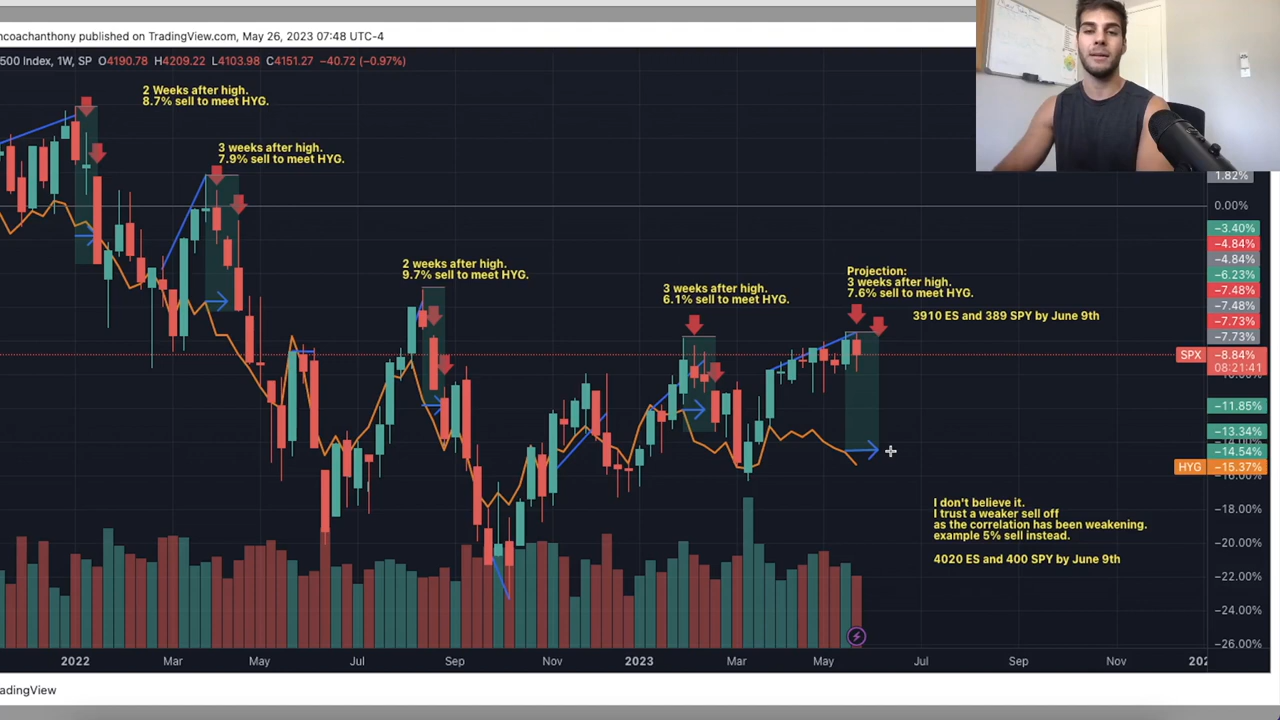 ncoachanthony published on TradingView.com, May 26, 2023 07:48 UTC-4
500 Index, 1W, SP O4190.78 H4209.22 L4103.98 C4151.27 −40.72 (−0.97%)
2 Weeks after high.
8.7% sell to meet HYG.
3 weeks after high.
7.9% sell to meet HYG.
2 weeks after high.
9.7% sell to meet HYG.
3 weeks after high.
6.1% sell to meet HYG.
Projection:
3 weeks after high.
7.6% sell to meet HYG.
3910 ES and 389 SPY by June 9th
I don't believe it.
I trust a weaker sell off
as the correlation has been weakening.
example 5% sell instead.
4020 ES and 400 SPY by June 9th
1.82%
0.00%
−3.40%
−4.84%
−4.84%
−6.23%
−7.48%
−7.48%
−7.73%
−7.73%
SPX −8.84%
08:21:41
−11.85%
−13.34%
−14.54%
HYG −15.37%
−18.00%
−20.00%
−22.00%
−24.00%
−26.00%
2022 Mar May Jul Sep Nov 2023 Mar May Jul Sep Nov 202
adingView